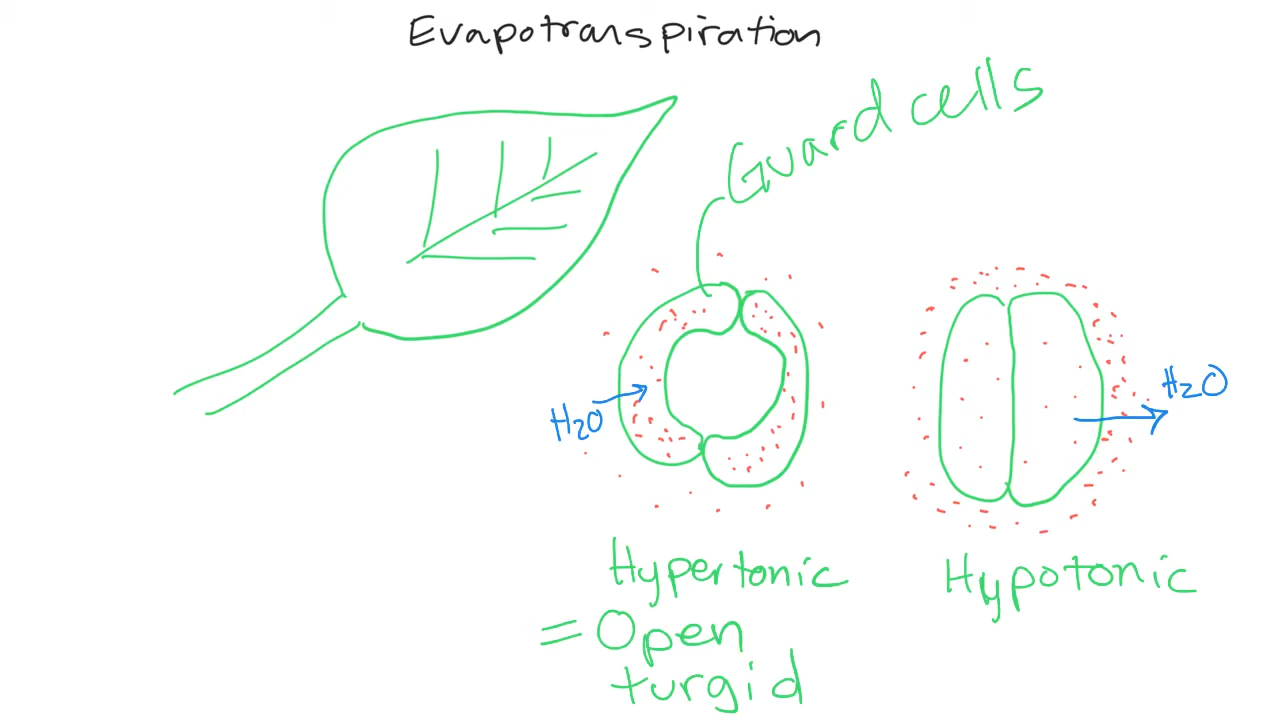 Evapotranspiration
Guard cells
H2O
H2O
Hypertonic
= Open
turgid
Hypotonic